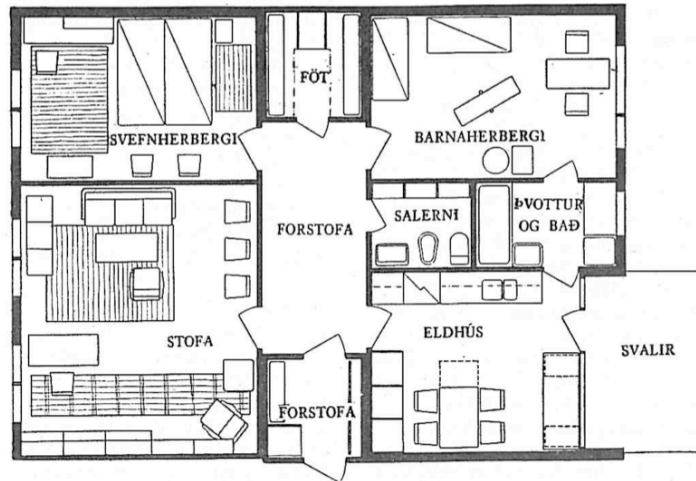 FÖT
SVEFNHERBERGI
BARNAHERBERGI
FORSTOFA
SALERNI
ÞVOTTUR
OG BAÐ
STOFA
ELDHÚS
SVALIR
FORSTOFA